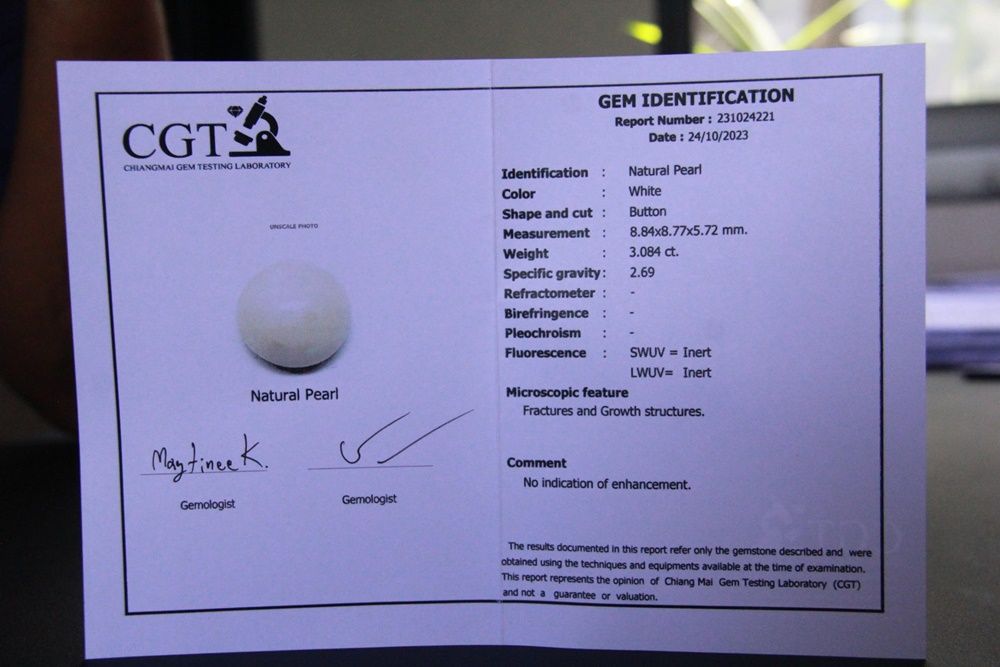 CGT
CHIANGMAI GEM TESTING LABORATORY
UNSCALE PHOTO
Natural Pearl
Maytinee K.
Gemologist
Gemologist
GEM IDENTIFICATION
Report Number : 231024221
Date : 24/10/2023
Identification : Natural Pearl
Color : White
Shape and cut : Button
Measurement : 8.84x8.77x5.72 mm.
Weight : 3.084 ct.
Specific gravity : 2.69
Refractometer : -
Birefringence : -
Pleochroism : -
Fluorescence : SWUV = Inert
LWUV= Inert
Microscopic feature
Fractures and Growth structures.
Comment
No indication of enhancement.
The results documented in this report refer only the gemstone described and were
obtained using the techniques and equipments available at the time of examination.
This report represents the opinion of Chiang Mai Gem Testing Laboratory (CGT)
and not a guarantee or valuation.